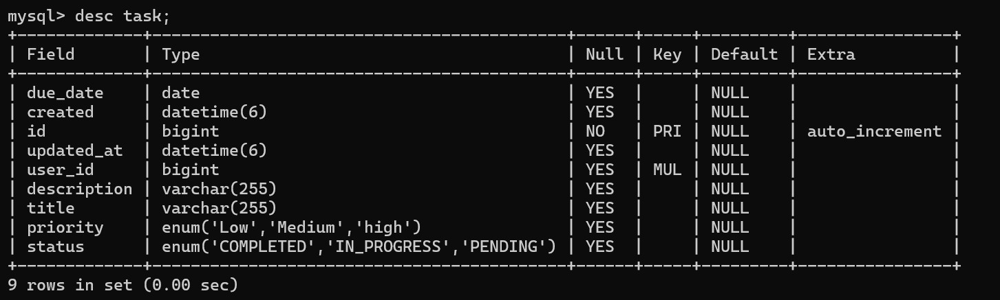 mysql> desc task;
+-------------+-------------------------------------------+------+-----+---------+----------------+
| Field       | Type                                      | Null | Key | Default | Extra          |
+-------------+-------------------------------------------+------+-----+---------+----------------+
| due_date    | date                                      | YES  |     | NULL    |                |
| created     | datetime(6)                               | YES  |     | NULL    |                |
| id          | bigint                                    | NO   | PRI | NULL    | auto_increment |
| updated_at  | datetime(6)                               | YES  |     | NULL    |                |
| user_id     | bigint                                    | YES  | MUL | NULL    |                |
| description | varchar(255)                              | YES  |     | NULL    |                |
| title       | varchar(255)                              | YES  |     | NULL    |                |
| priority    | enum('Low','Medium','high')               | YES  |     | NULL    |                |
| status      | enum('COMPLETED','IN_PROGRESS','PENDING') | YES  |     | NULL    |                |
+-------------+-------------------------------------------+------+-----+---------+----------------+
9 rows in set (0.00 sec)